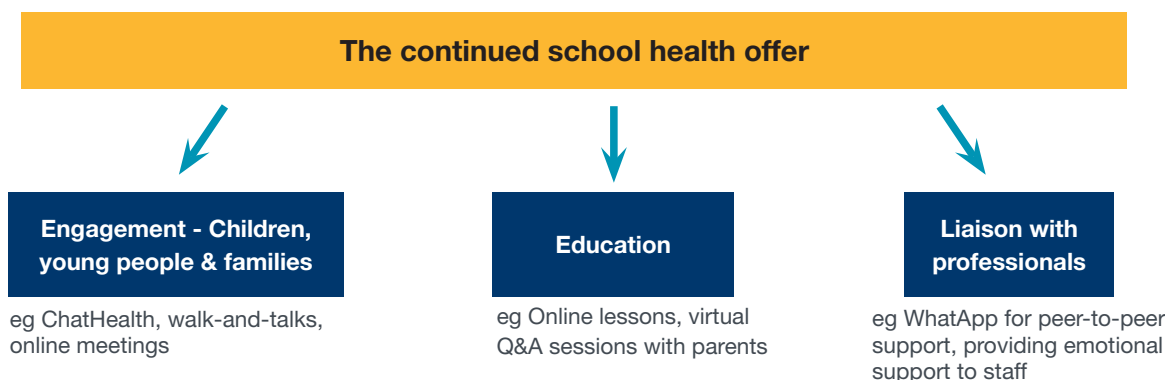 The continued school health offer
Engagement - Children,
young people & families
eg ChatHealth, walk-and-talks,
online meetings
Education
eg Online lessons, virtual
Q&A sessions with parents
Liaison with
professionals
eg WhatApp for peer-to-peer
support, providing emotional
support to staff